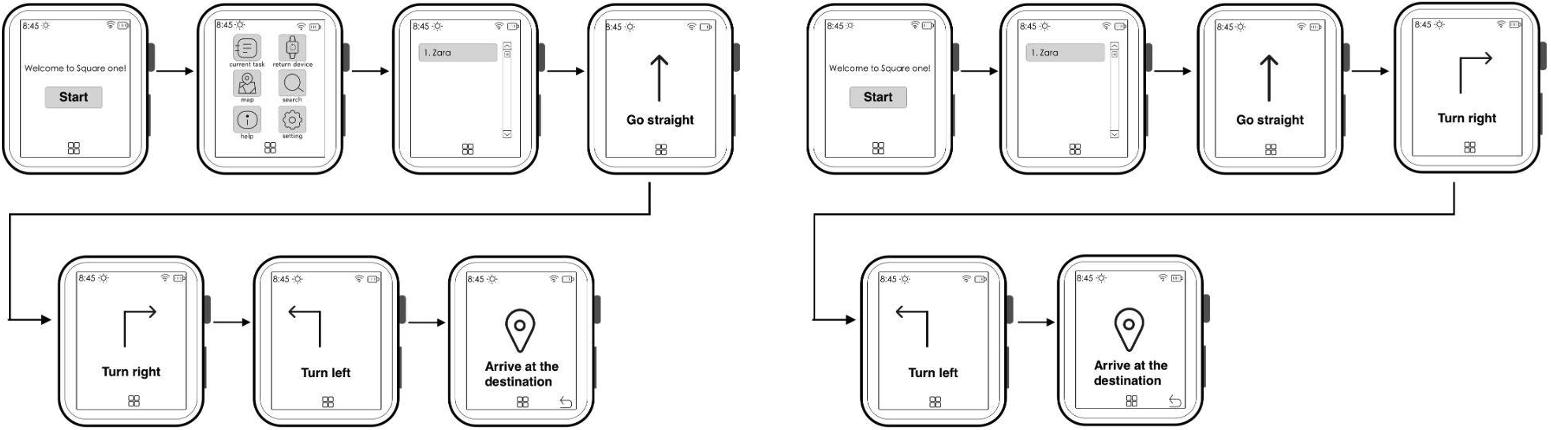 8:45
Welcome to Square one!
Start
8:45
current task
return device
map
search
help
setting
8:45
1. Zara
8:45
Go straight
8:45
Turn right
8:45
Turn left
8:45
Arrive at the
destination
8:45
Welcome to Square one!
Start
8:45
1. Zara
8:45
Go straight
8:45
Turn right
8:45
Turn left
8:45
Arrive at the
destination